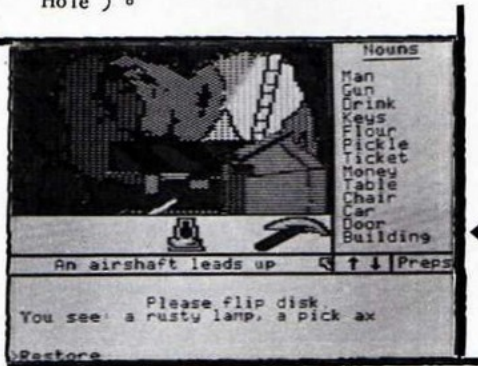 Hole ) .
Nouns
Man
Gun
Drink
Keys
Flour
Pickle
Ticket
Money
Table
Chair
Car
Door
Building
An airshaft leads up
↑ ↓ Preps
Please flip disk.
You see: a rusty lamp, a pick ax
>Restore